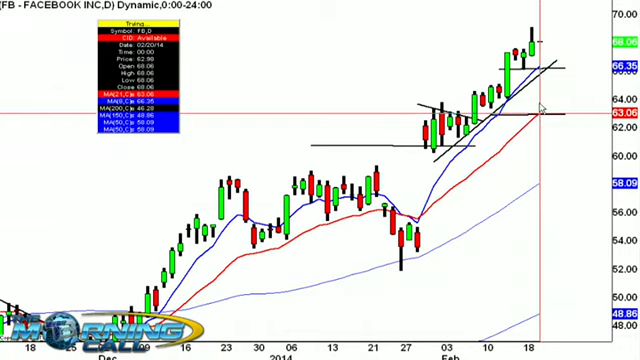 (FB - FACEBOOK INC,D) Dynamic,0:00-24:00
Trying...
Symbol: FB,D
CID: Available
Date: 02/20/14
Time: 00:00
Price: 62.98
Open 68.06
High 68.06
Low 68.06
Close 68.06
MA(21,C)≡ 63.06
MA(8,C)≡ 66.35
MA(200,C)≡ 46.28
MA(150,C)≡ 48.86
MA(50,C)≡ 58.09
MA(50,C)≡ 58.09
70.00
68.06
66.35
64.00
63.06
62.00
60.00
58.09
56.00
54.00
52.00
50.00
48.86
48.00
THE MORNING CALL
18 25 Dec 09 16 23 30 06 13 21 27 03 10 18
2014 Feb